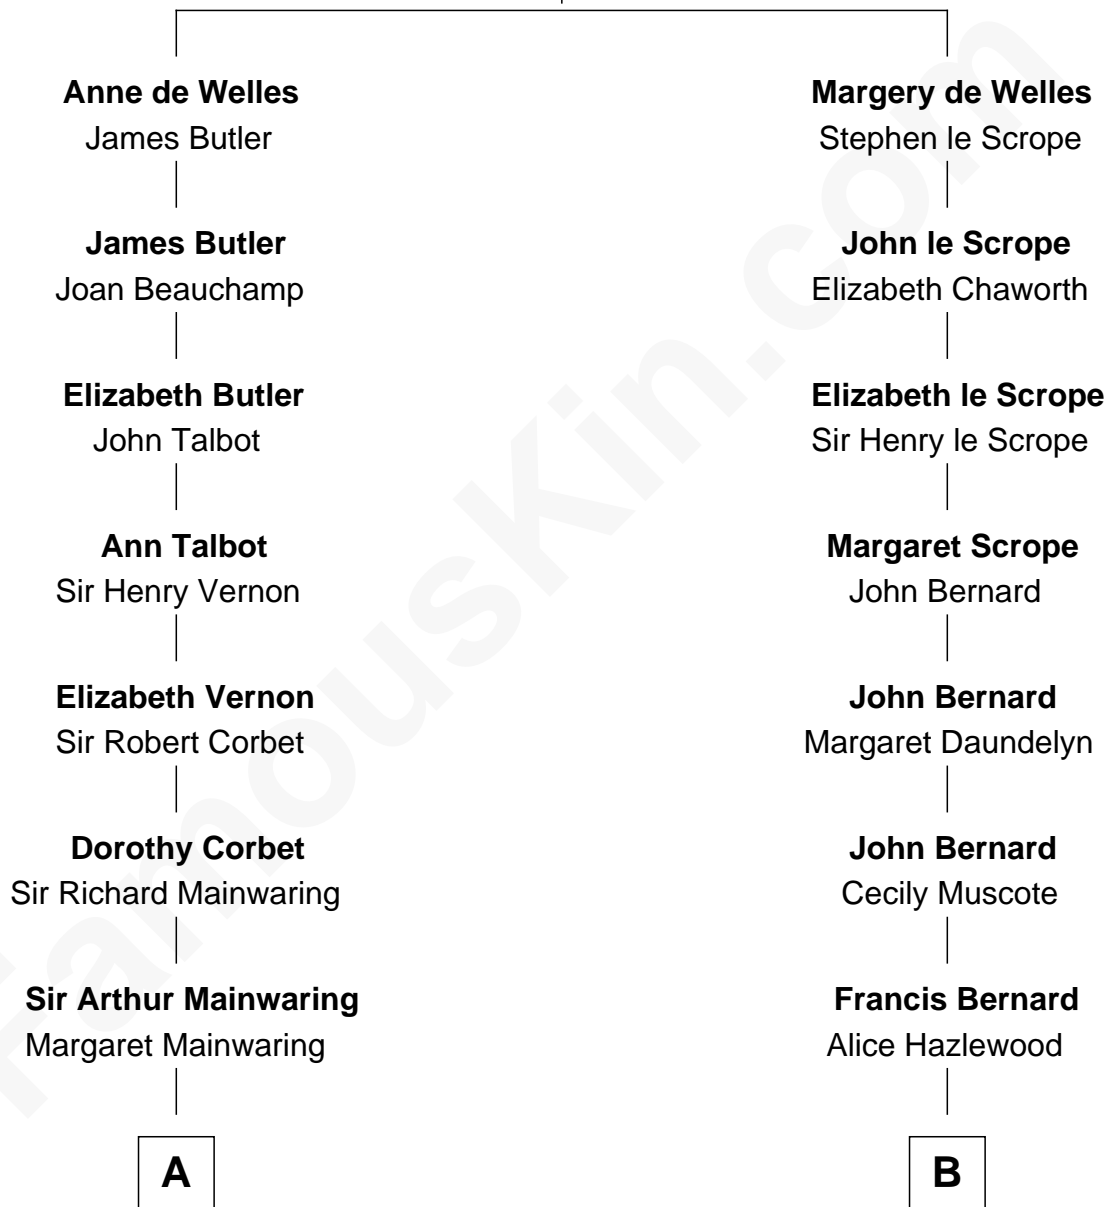 Anne de Welles
James Butler
James Butler
Joan Beauchamp
Elizabeth Butler
John Talbot
Ann Talbot
Sir Henry Vernon
Elizabeth Vernon
Sir Robert Corbet
Dorothy Corbet
Sir Richard Mainwaring
Sir Arthur Mainwaring
Margaret Mainwaring
A
Margery de Welles
Stephen le Scrope
John le Scrope
Elizabeth Chaworth
Elizabeth le Scrope
Sir Henry le Scrope
Margaret Scrope
John Bernard
John Bernard
Margaret Daundelyn
John Bernard
Cecily Muscote
Francis Bernard
Alice Hazlewood
B
FamousKin.com